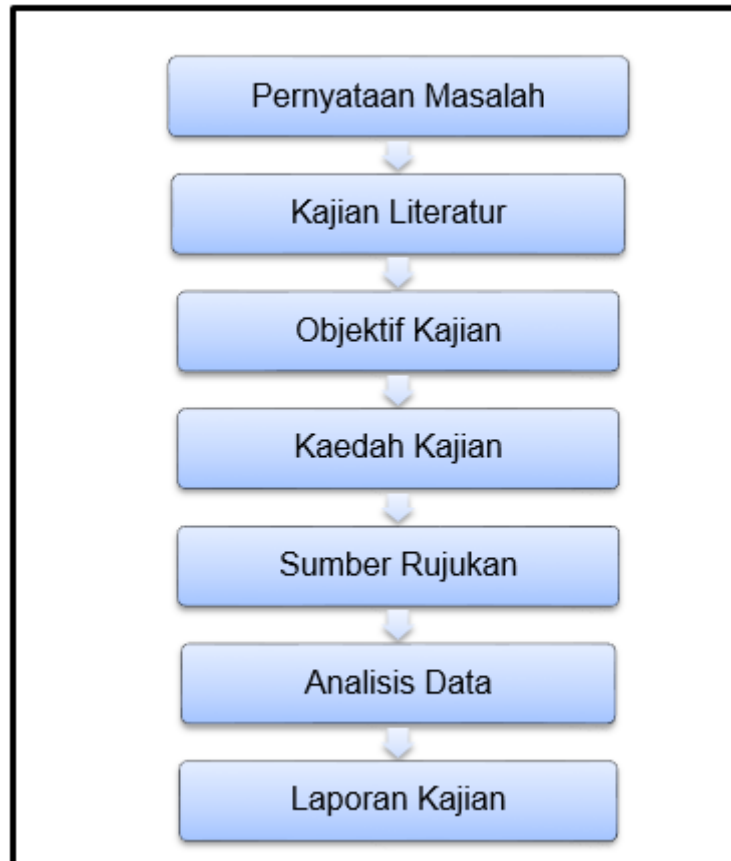 Pernyataan Masalah
Kajian Literatur
Objektif Kajian
Kaedah Kajian
Sumber Rujukan
Analisis Data
Laporan Kajian